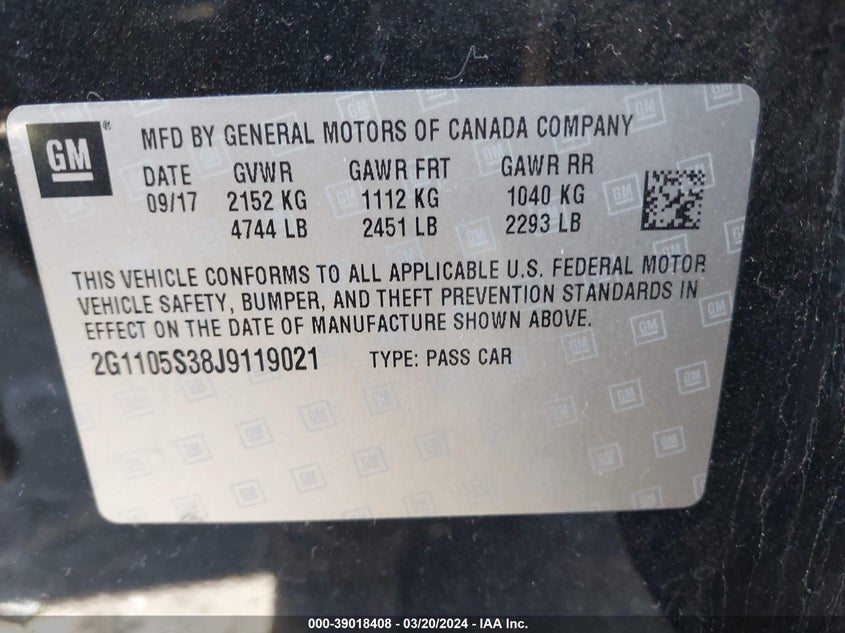 GM®
MFD BY GENERAL MOTORS OF CANADA COMPANY
DATE GVWR GAWR FRT GAWR RR
09/17 2152 KG 1112 KG 1040 KG
4744 LB 2451 LB 2293 LB
THIS VEHICLE CONFORMS TO ALL APPLICABLE U.S. FEDERAL MOTOR
VEHICLE SAFETY, BUMPER, AND THEFT PREVENTION STANDARDS IN
EFFECT ON THE DATE OF MANUFACTURE SHOWN ABOVE.
2G1105S38J9119021 TYPE: PASS CAR
000-39018408 - 03/20/2024 - IAA Inc.